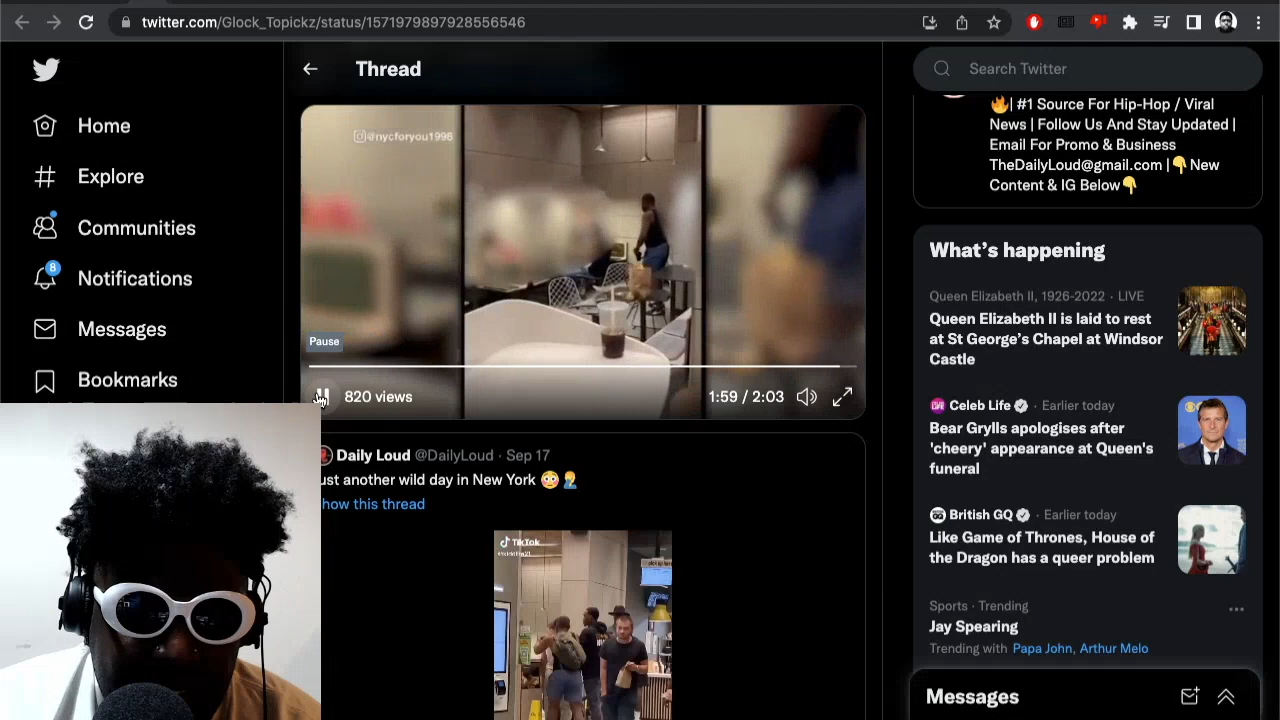 twitter.com/Glock_Topickz/status/1571979897928556546
Home
Explore
Communities
8
Notifications
Messages
Bookmarks
Thread
@nycforyou1996
Pause
820 views
1:59 / 2:03
Daily Loud @DailyLoud · Sep 17
ust another wild day in New York 😳🤦‍♂️
how this thread
TikTok
Search Twitter
🔥| #1 Source For Hip-Hop / Viral
News | Follow Us And Stay Updated |
Email For Promo & Business
TheDailyLoud@gmail.com |👇New
Content & IG Below👇
What's happening
Queen Elizabeth II, 1926-2022 · LIVE
Queen Elizabeth II is laid to rest
at St George's Chapel at Windsor
Castle
Celeb Life · Earlier today
Bear Grylls apologises after
'cheery' appearance at Queen's
funeral
British GQ · Earlier today
Like Game of Thrones, House of
the Dragon has a queer problem
Sports · Trending
Jay Spearing
Trending with Papa John, Arthur Melo
Messages